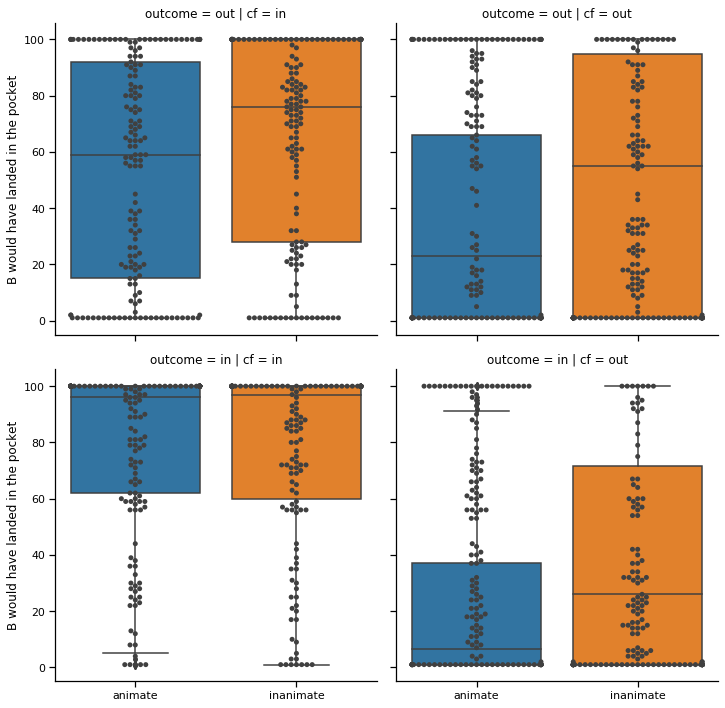 outcome = out | cf = in
outcome = out | cf = out
B would have landed in the pocket
100
80
60
40
20
0
outcome = in | cf = in
outcome = in | cf = out
B would have landed in the pocket
100
80
60
40
20
0
animate
inanimate
animate
inanimate